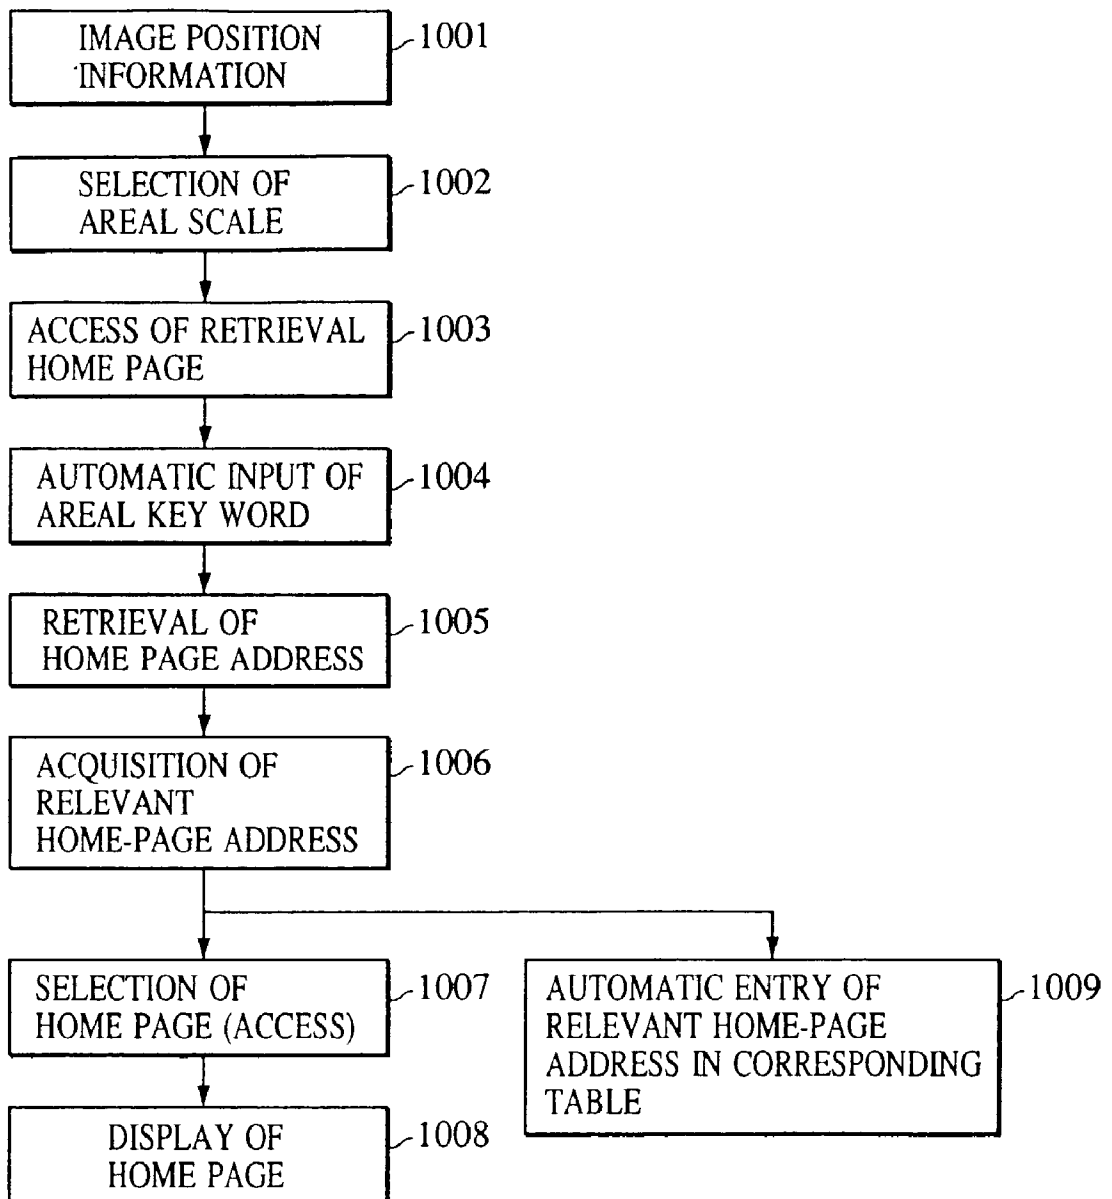 IMAGE POSITION
INFORMATION
1001
SELECTION OF
AREAL SCALE
1002
ACCESS OF RETRIEVAL
HOME PAGE
1003
AUTOMATIC INPUT OF
AREAL KEY WORD
1004
RETRIEVAL OF
HOME PAGE ADDRESS
1005
ACQUISITION OF
RELEVANT
HOME-PAGE ADDRESS
1006
SELECTION OF
HOME PAGE (ACCESS)
1007
AUTOMATIC ENTRY OF
RELEVANT HOME-PAGE
ADDRESS IN CORRESPONDING
TABLE
1009
DISPLAY OF
HOME PAGE
1008